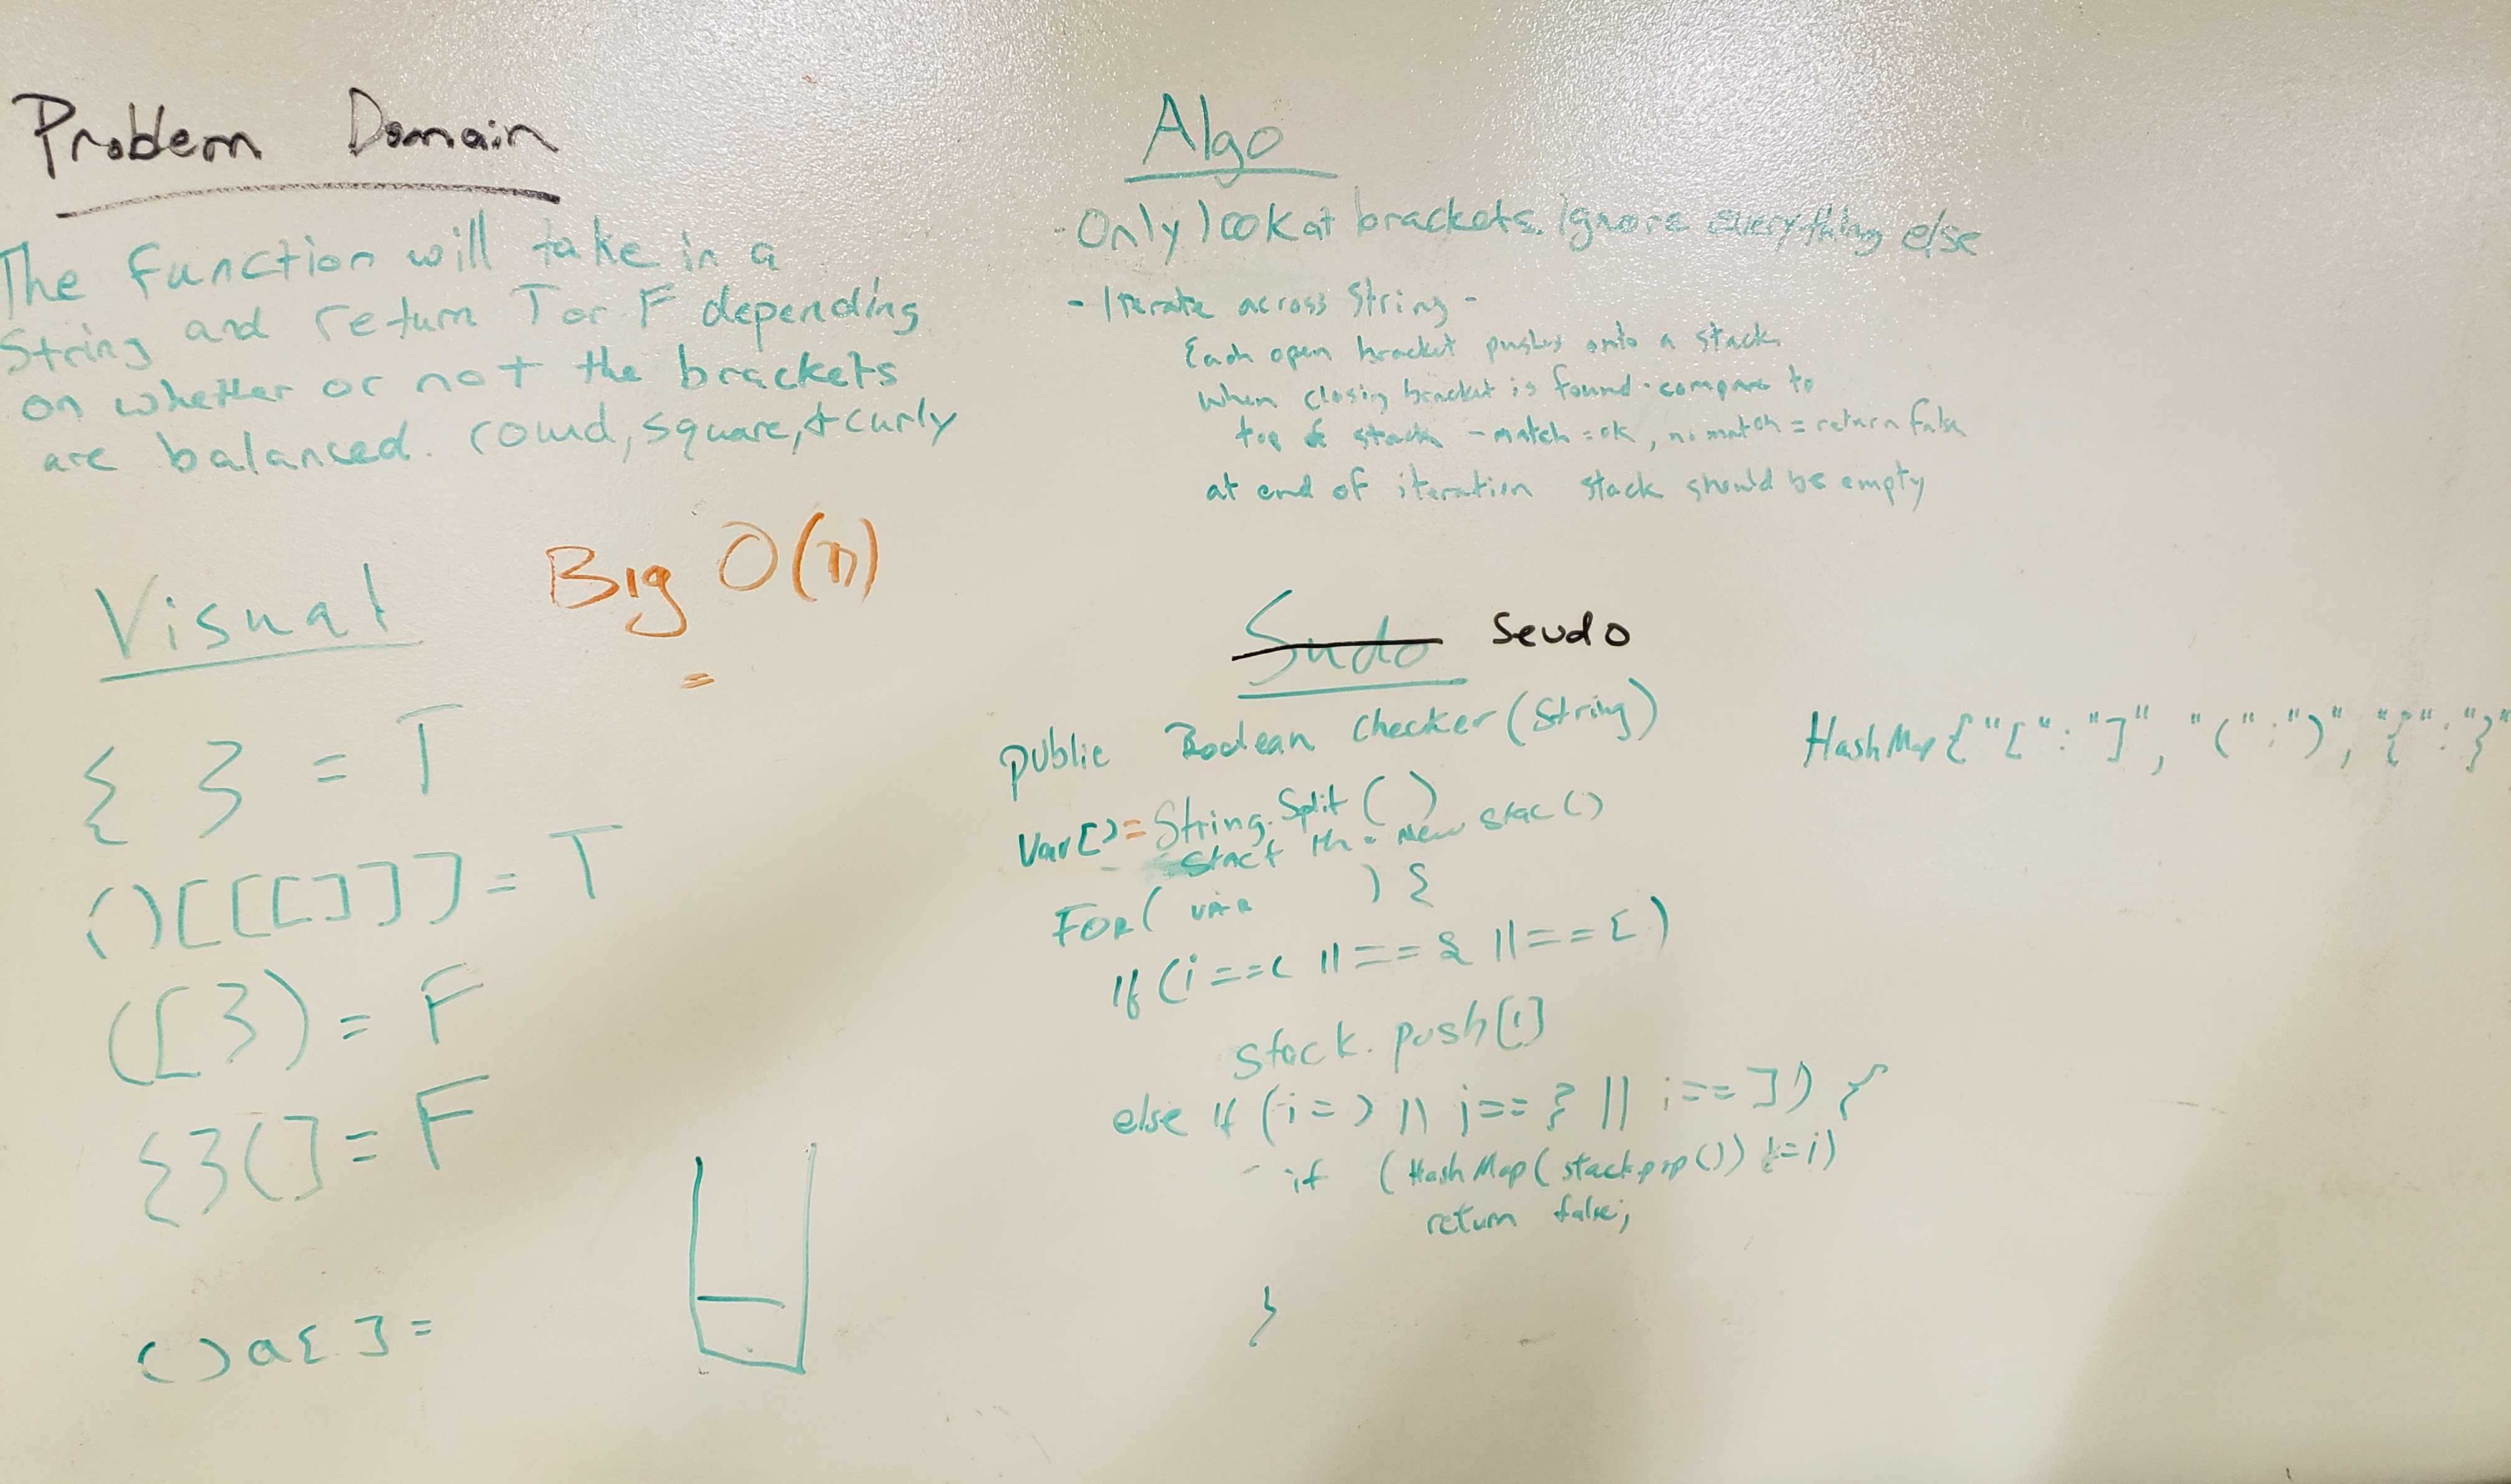 Problem Domain
The function will take in a
String and return T or F depending
on whether or not the brackets
are balanced. round, square, + curly
Visual
Big O(n)
=
{ } = T
()[[[]]] = T
([}) = F
{}(] = F
()a{ ] =
Algo
- Only look at brackets. Ignore everything else
- Iterate across String -
Each open bracket pushes onto a stack
when closing bracket is found - compare to
top of stack - match = ok, no match = return false
at end of iteration stack should be empty
Sudo Seudo
public Boolean checker(String)
Var[]=String.Split()
= new stac()
FOR( var ) {
If (i ==( || == { || == [ )
Stack.push[i]
else if (i = ) || i == } || i == ]) {
if (HashMap(stack.pop()) != i)
return false;
}
HashMap{"[":"]", "(":")", "{":"}"